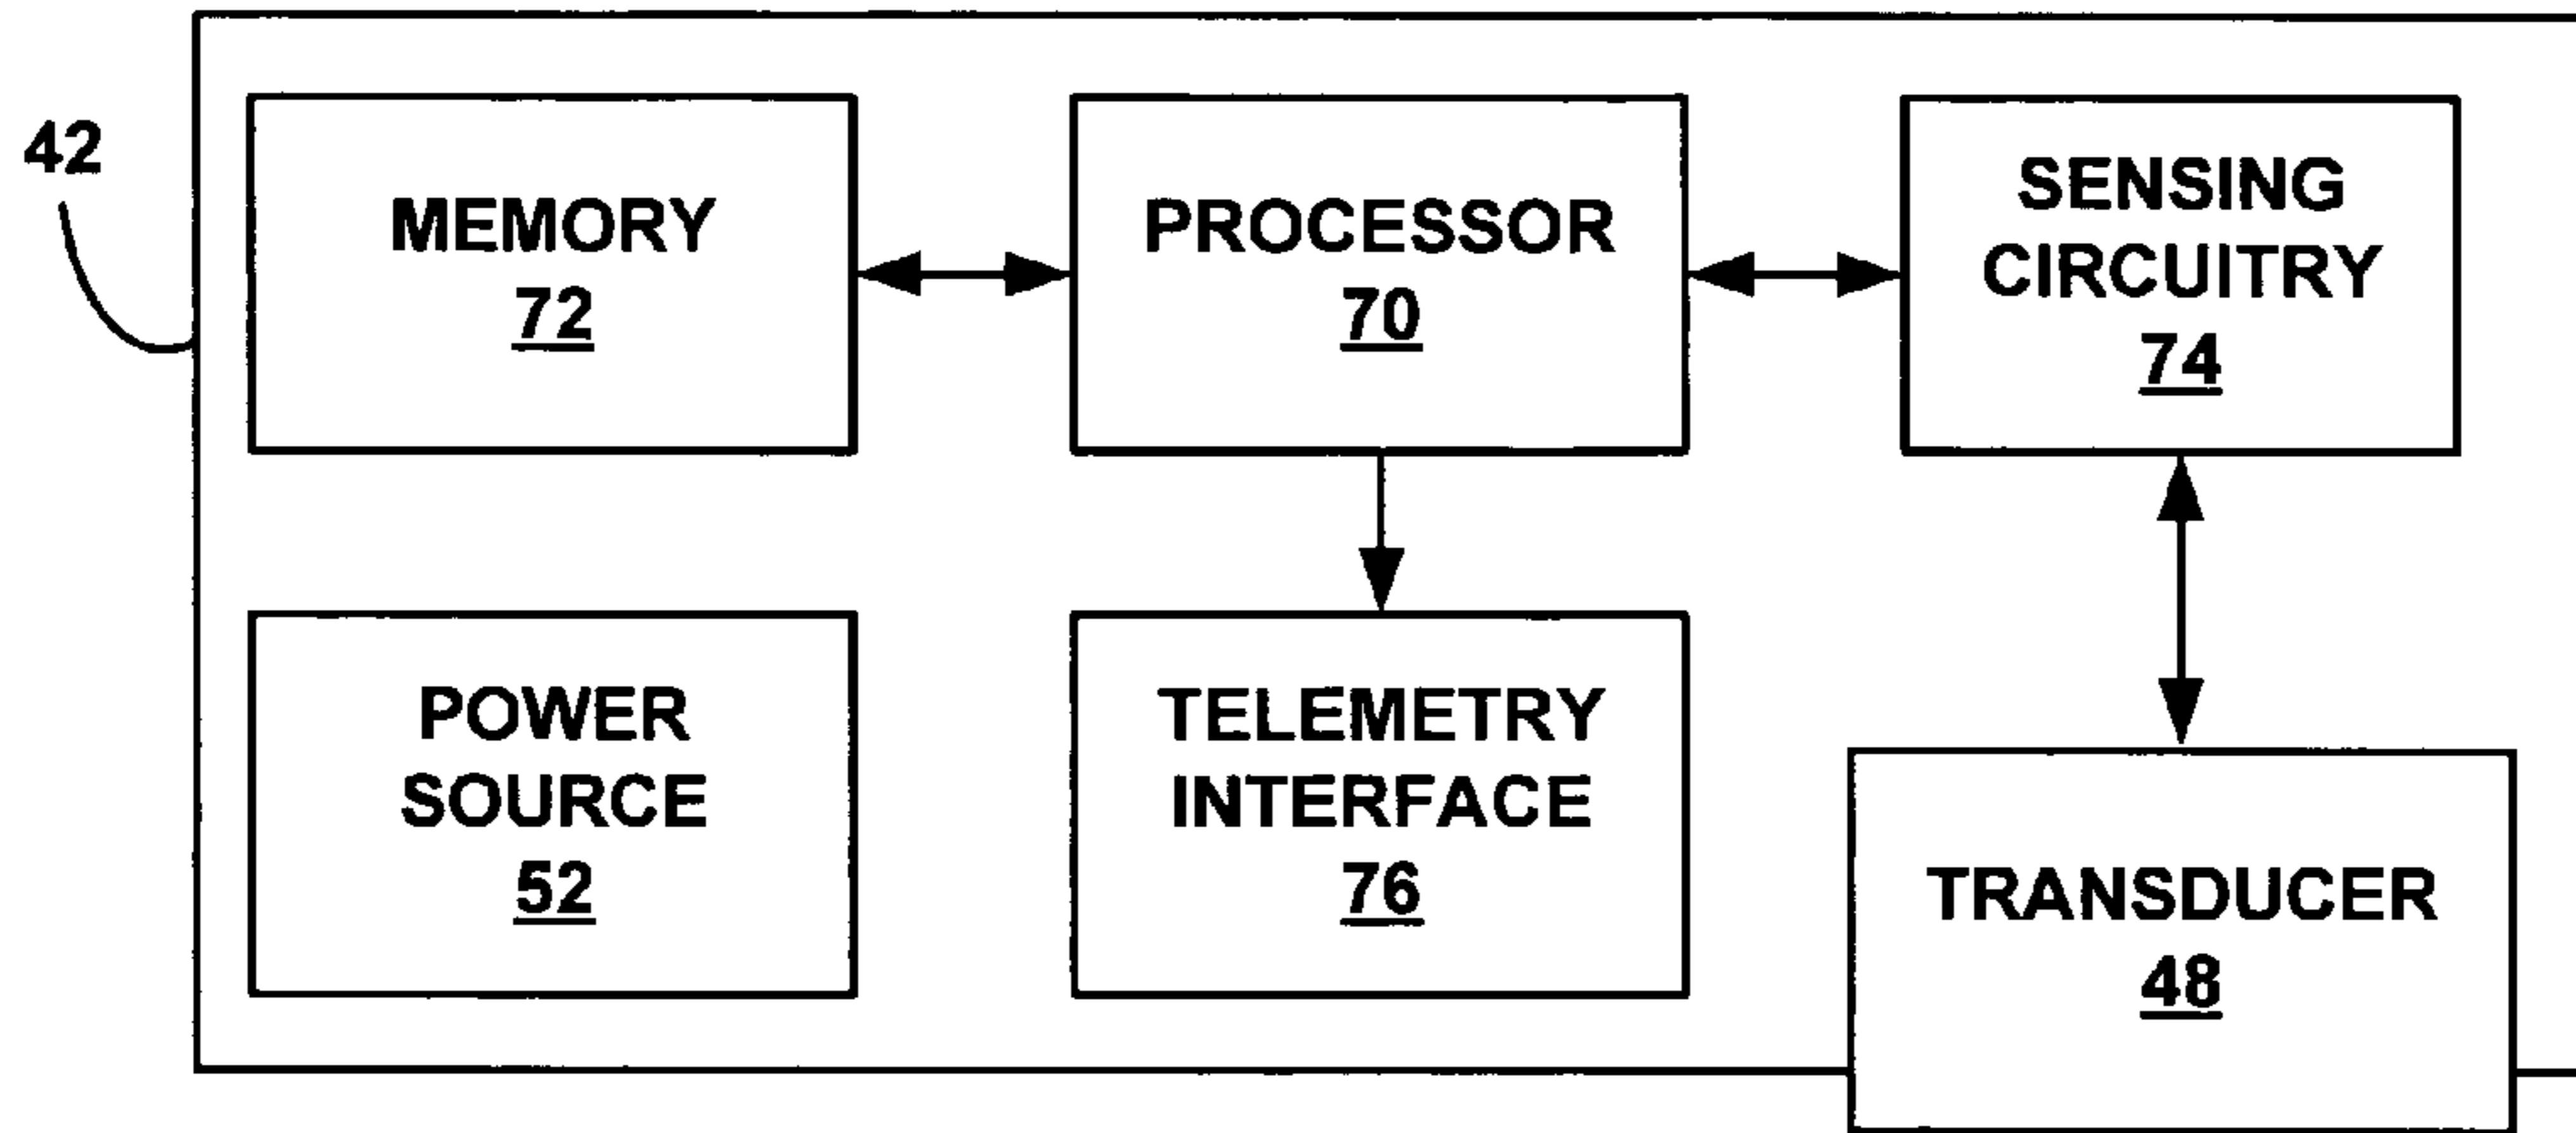 42
MEMORY
72
PROCESSOR
70
SENSING
CIRCUITRY
74
POWER
SOURCE
52
TELEMETRY
INTERFACE
76
TRANSDUCER
48